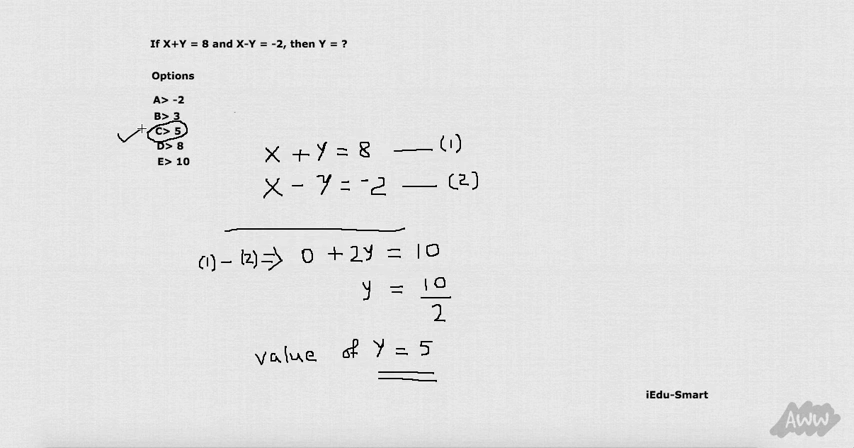 If X+Y = 8 and X-Y = -2, then Y = ?
Options
A> -2
B> 3
C> 5
D> 8
E> 10
X + Y = 8 — (1)
X - Y = -2 — (2)
(1) - (2) ⇒ 0 + 2Y = 10
Y = 10/2
value of Y = 5
iEdu-Smart
AWW